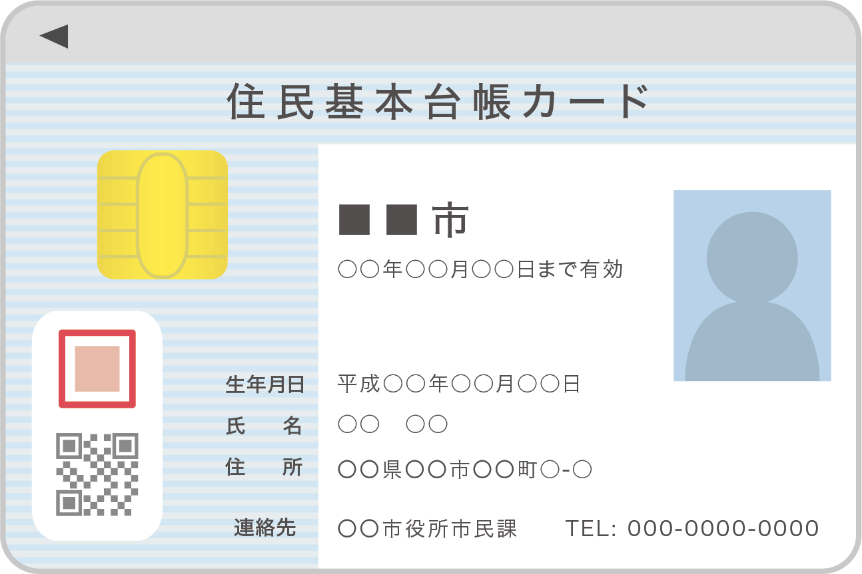 住民基本台帳カード
■■市
○○年○○月○○日まで有効
生年月日 平成○○年○○月○○日
氏 名 ○○ ○○
住 所 ○○県○○市○○町○-○
連絡先 ○○市役所市民課 TEL: 000-0000-0000